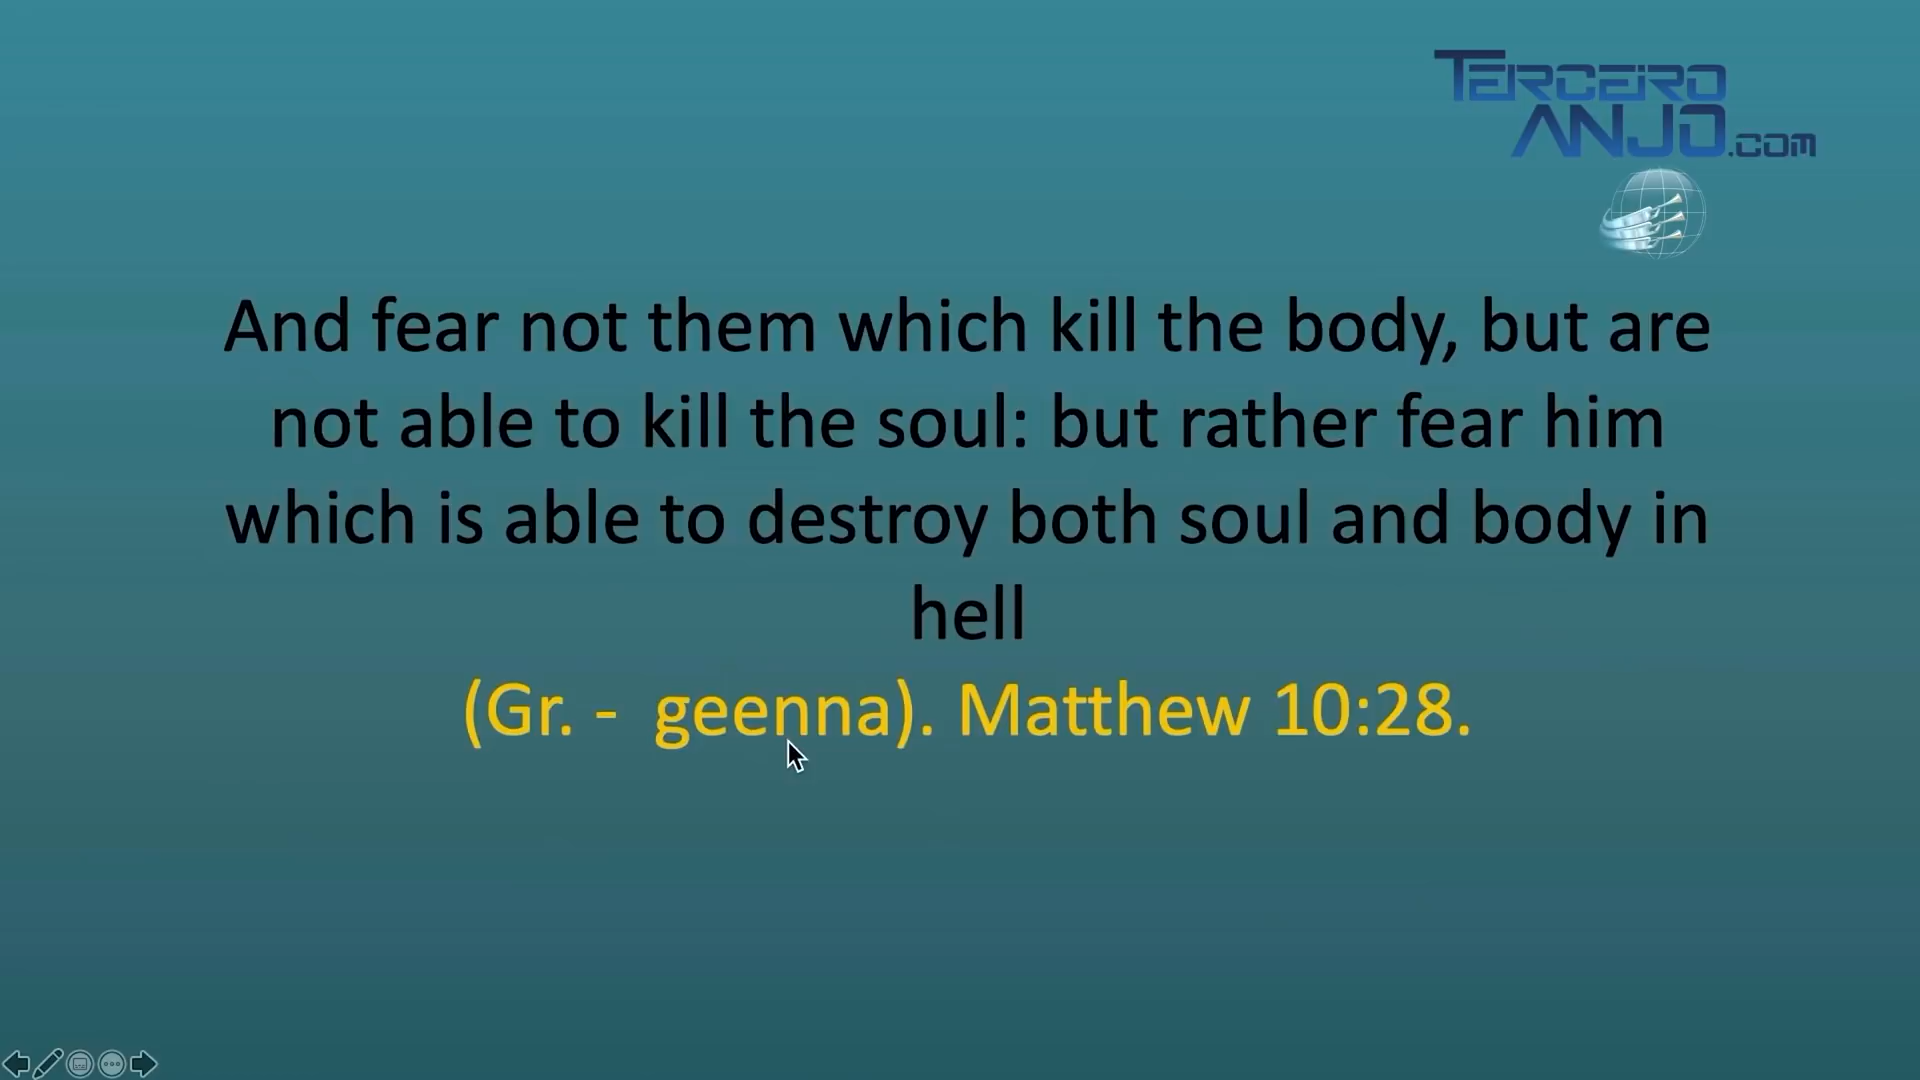 TERCEIRO
ANJO.COM
And fear not them which kill the body, but are
not able to kill the soul: but rather fear him
which is able to destroy both soul and body in
hell
(Gr. -  geenna). Matthew 10:28.